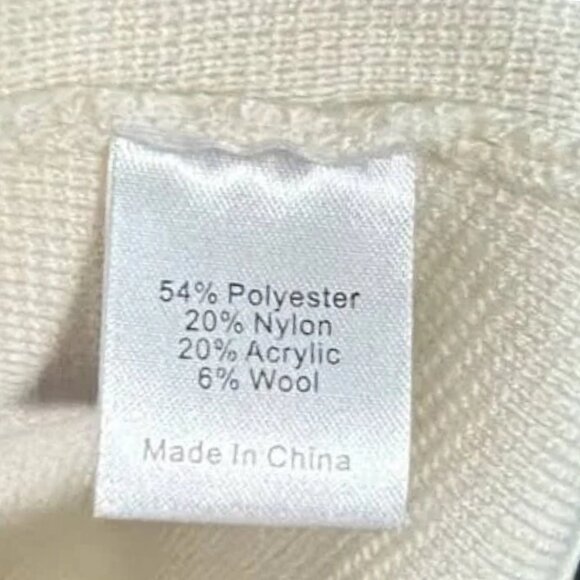 54% Polyester
20% Nylon
20% Acrylic
6% Wool
Made In China